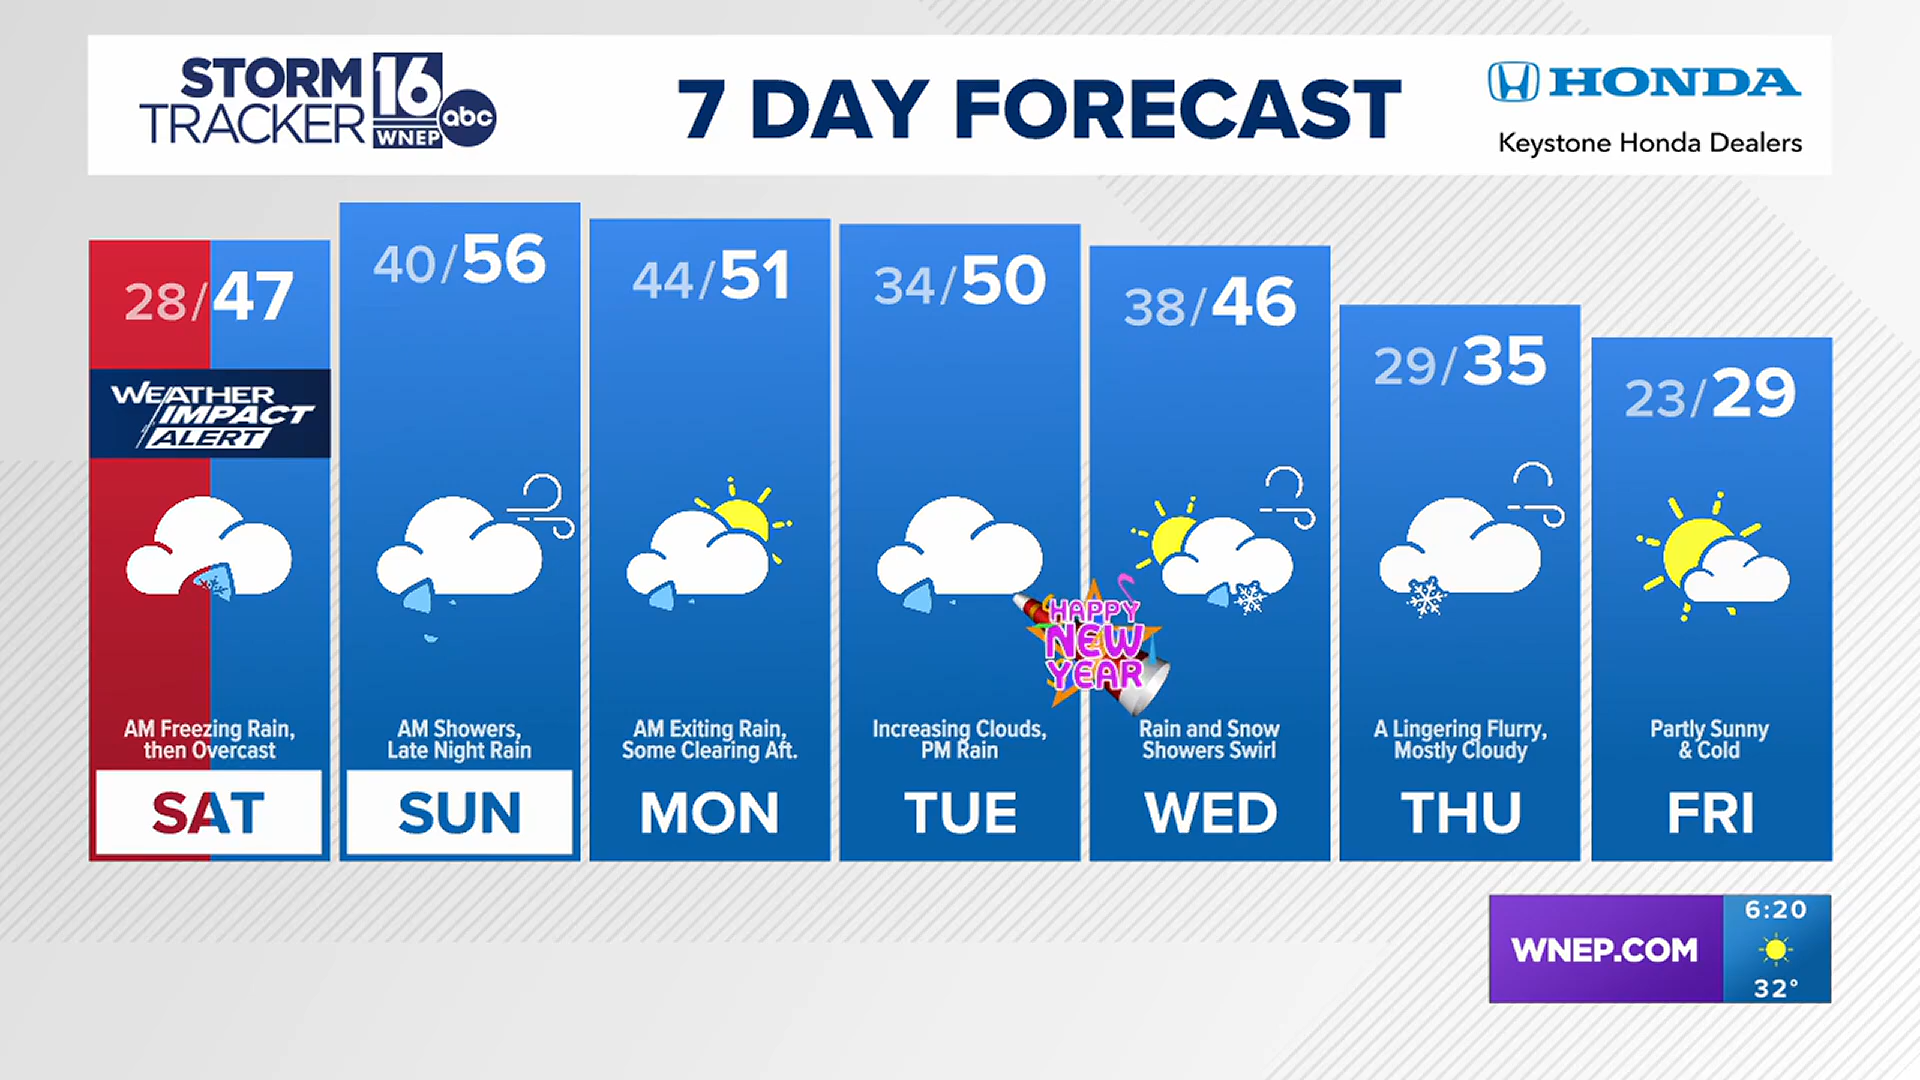 STORM
TRACKER
16
WNEP
abc
7 DAY FORECAST
HONDA
Keystone Honda Dealers
28/47
WEATHER
IMPACT
ALERT
AM Freezing Rain,
then Overcast
SAT
40/56
AM Showers,
Late Night Rain
SUN
44/51
AM Exiting Rain,
Some Clearing Aft.
MON
34/50
Increasing Clouds,
PM Rain
TUE
HAPPY
NEW
YEAR
38/46
Rain and Snow
Showers Swirl
WED
29/35
A Lingering Flurry,
Mostly Cloudy
THU
23/29
Partly Sunny
& Cold
FRI
WNEP.COM
6:20
32°